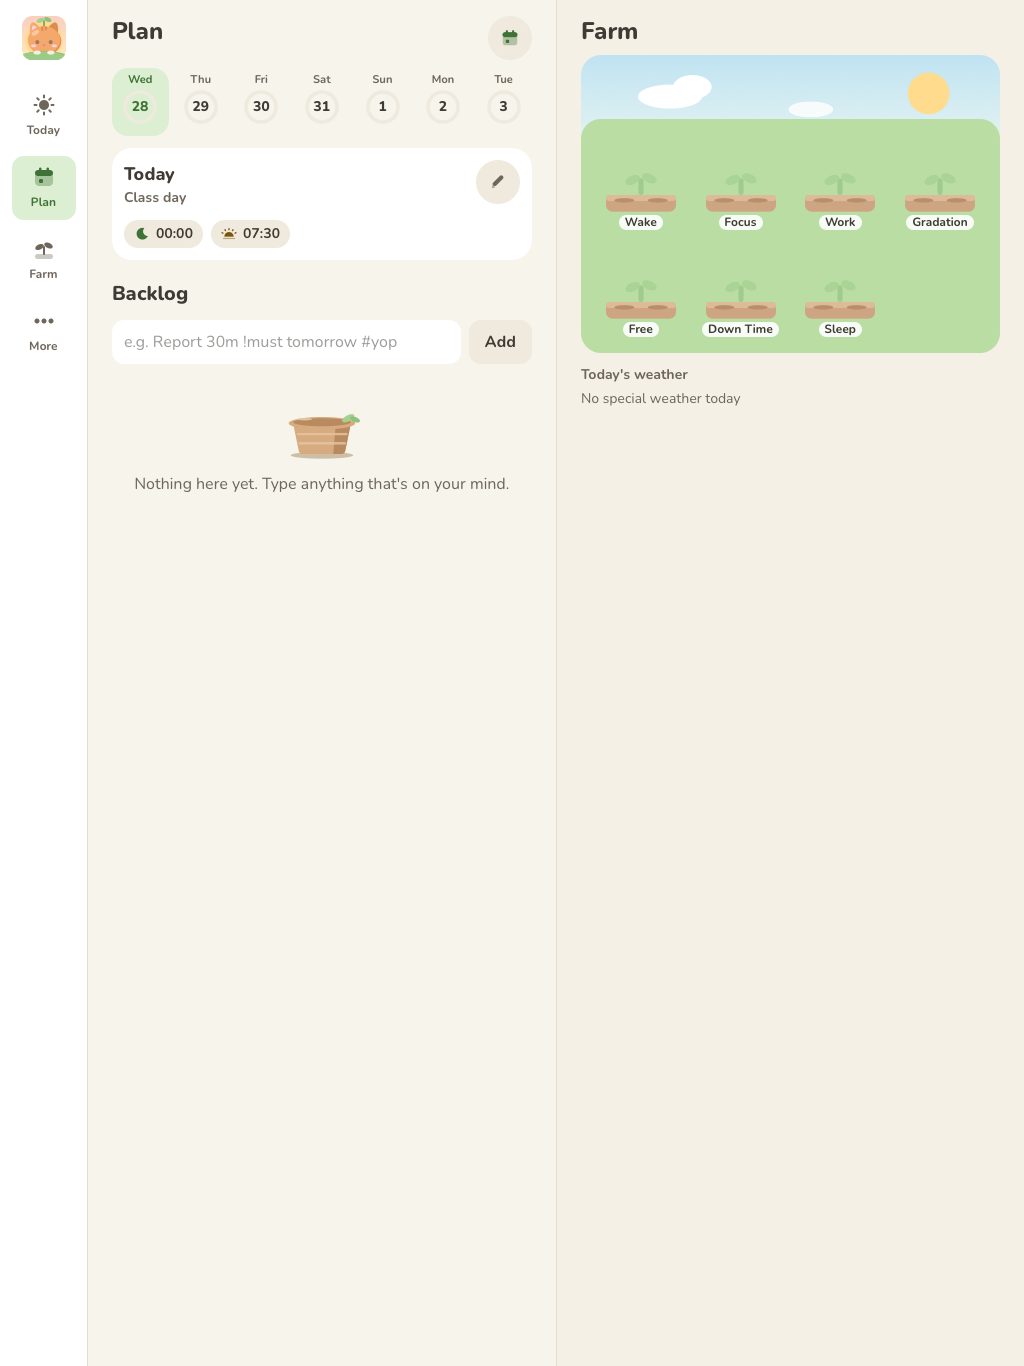 Today
Plan
Farm
More
Plan
Wed Thu Fri Sat Sun Mon Tue
28 29 30 31 1 2 3
Today
Class day
00:00 07:30
Backlog
e.g. Report 30m !must tomorrow #yop
Add
Nothing here yet. Type anything that's on your mind.
Farm
Wake Focus Work Gradation
Free Down Time Sleep
Today's weather
No special weather today